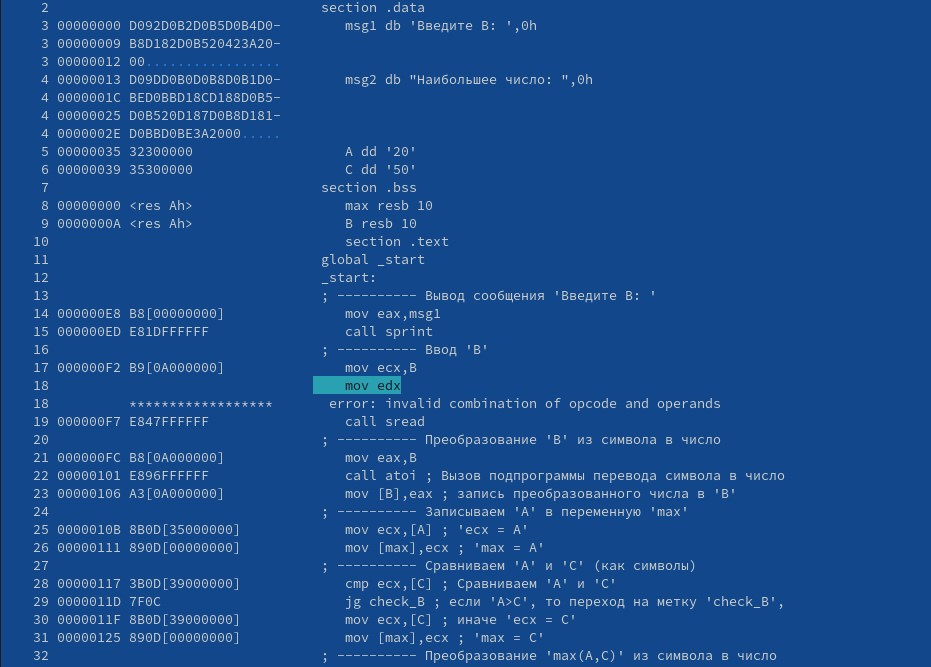 2 section .data
3 00000000 D092D0B2D0B5D0B4D0- msg1 db 'Введите B: ',0h
3 00000009 B8D182D0B520423A20-
3 00000012 00.................
4 00000013 D09DD0B0D0B8D0B1D0- msg2 db "Наибольшее число: ",0h
4 0000001C BED0BBD18CD188D0B5-
4 00000025 D0B520D187D0B8D181-
4 0000002E D0BBD0BE3A2000.....
5 00000035 32300000 A dd '20'
6 00000039 35300000 C dd '50'
7 section .bss
8 00000000 <res Ah> max resb 10
9 0000000A <res Ah> B resb 10
10 section .text
11 global _start
12 _start:
13 ; ---------- Вывод сообщения 'Введите B: '
14 000000E8 B8[00000000] mov eax,msg1
15 000000ED E81DFFFFFF call sprint
16 ; ---------- Ввод 'B'
17 000000F2 B9[0A000000] mov ecx,B
18 mov edx
18 ****************** error: invalid combination of opcode and operands
19 000000F7 E847FFFFFF call sread
20 ; ---------- Преобразование 'B' из символа в число
21 000000FC B8[0A000000] mov eax,B
22 00000101 E896FFFFFF call atoi ; Вызов подпрограммы перевода символа в число
23 00000106 A3[0A000000] mov [B],eax ; запись преобразованного числа в 'B'
24 ; ---------- Записываем 'A' в переменную 'max'
25 0000010B 8B0D[35000000] mov ecx,[A] ; 'ecx = A'
26 00000111 890D[00000000] mov [max],ecx ; 'max = A'
27 ; ---------- Сравниваем 'A' и 'С' (как символы)
28 00000117 3B0D[39000000] cmp ecx,[C] ; Сравниваем 'A' и 'С'
29 0000011D 7F0C jg check_B ; если 'A>C', то переход на метку 'check_B',
30 0000011F 8B0D[39000000] mov ecx,[C] ; иначе 'ecx = C'
31 00000125 890D[00000000] mov [max],ecx ; 'max = C'
32 ; ---------- Преобразование 'max(A,C)' из символа в число